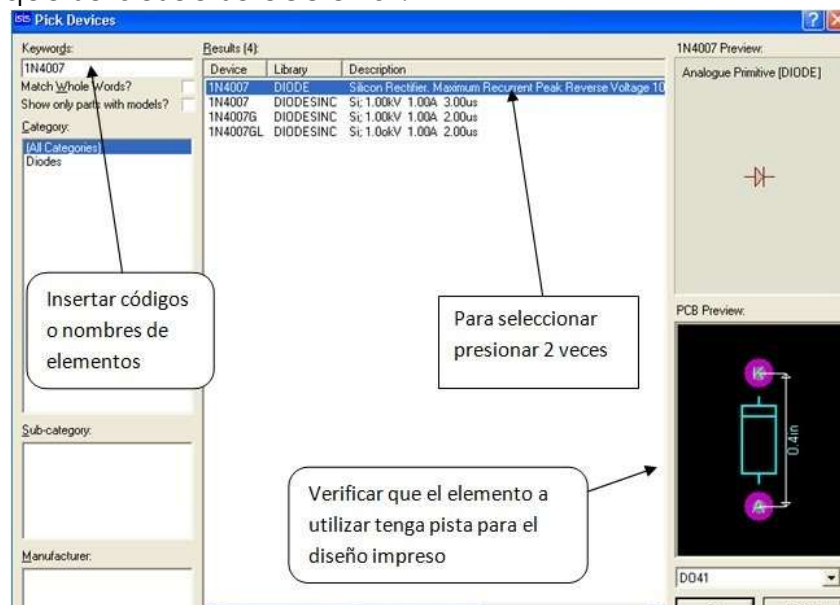 isis Pick Devices
Keywords:
1N4007
Match Whole Words?
Show only parts with models?
Category:
(All Categories)
Diodes
Sub-category:
Manufacturer:
Results (4):
Device Library Description
1N4007 DIODE Silicon Rectifier. Maximum Recurrent Peak Reverse Voltage 10
1N4007 DIODESINC Si; 1.00kV 1.00A 3.00us
1N4007G DIODESINC Si; 1.00kV 1.00A 2.00us
1N4007GL DIODESINC Si; 1.0okV 1.00A 2.00us
Insertar códigos
o nombres de
elementos
Para seleccionar
presionar 2 veces
Verificar que el elemento a
utilizar tenga pista para el
diseño impreso
1N4007 Preview:
Analogue Primitive [DIODE]
PCB Preview:
K
0.4in
A
DO41